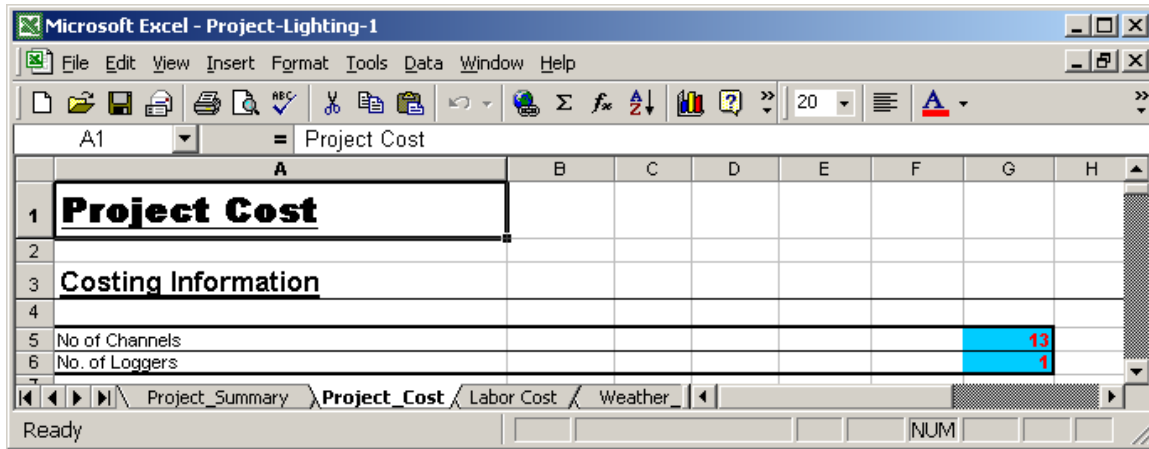 Microsoft Excel - Project-Lighting-1
File Edit View Insert Format Tools Data Window Help
ABC Σ fx A Z ? » 20 A »
A1 = Project Cost
A B C D E F G H
1 Project Cost
2
3 Costing Information
4
5 No of Channels 13
6 No. of Loggers 1
Project_Summary Project_Cost Labor Cost Weather_
Ready NUM